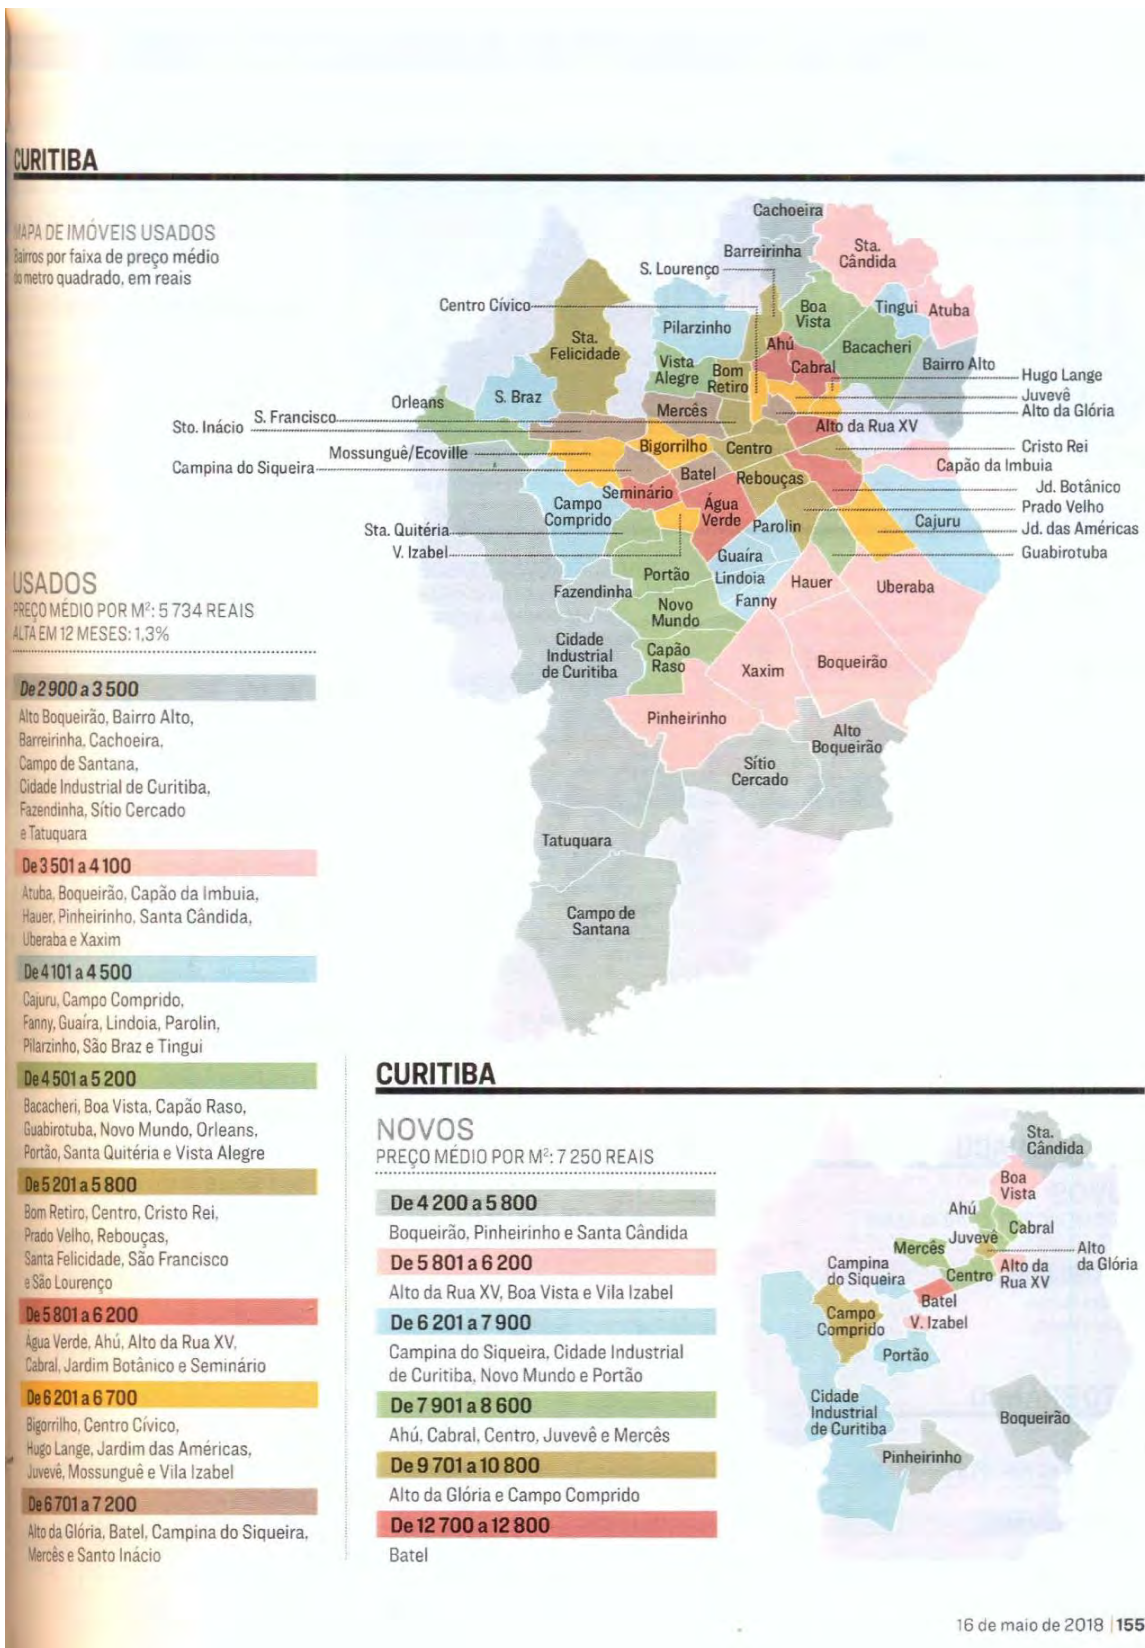 CURITIBA
MAPA DE IMÓVEIS USADOS
Bairros por faixa de preço médio
do metro quadrado, em reais
Cachoeira
Barreirinha
Sta.
Cândida
S. Lourenço
Centro Cívico
Boa
Vista
Tingui
Atuba
Pilarzinho
Sta.
Felicidade
Ahú
Bacacheri
Vista
Alegre
Bom
Retiro
Cabral
Bairro Alto
Hugo Lange
S. Braz
Juvevê
Orleans
Mercês
Alto da Glória
S. Francisco
Sto. Inácio
Alto da Rua XV
Mossunguê/Ecoville
Bigorrilho
Centro
Cristo Rei
Campina do Siqueira
Capão da Imbuia
Batel
Rebouças
Jd. Botânico
Seminário
Campo
Comprido
Água
Verde
Prado Velho
Sta. Quitéria
Parolin
Cajuru
Jd. das Américas
V. Izabel
Guaíra
Guabirotuba
Portão
Lindoia
Hauer
Uberaba
Fazendinha
Fanny
Novo
Mundo
Cidade
Industrial
de Curitiba
Capão
Raso
Xaxim
Boqueirão
Pinheirinho
Alto
Boqueirão
Sítio
Cercado
Tatuquara
Campo de
Santana
USADOS
PREÇO MÉDIO POR M²: 5 734 REAIS
ALTA EM 12 MESES: 1,3%
De 2 900 a 3 500
Alto Boqueirão, Bairro Alto,
Barreirinha, Cachoeira,
Campo de Santana,
Cidade Industrial de Curitiba,
Fazendinha, Sítio Cercado
e Tatuquara
De 3 501 a 4 100
Atuba, Boqueirão, Capão da Imbuia,
Hauer, Pinheirinho, Santa Cândida,
Uberaba e Xaxim
De 4 101 a 4 500
Cajuru, Campo Comprido,
Fanny, Guaíra, Lindoia, Parolin,
Pilarzinho, São Braz e Tingui
De 4 501 a 5 200
Bacacheri, Boa Vista, Capão Raso,
Guabirotuba, Novo Mundo, Orleans,
Portão, Santa Quitéria e Vista Alegre
De 5 201 a 5 800
Bom Retiro, Centro, Cristo Rei,
Prado Velho, Rebouças,
Santa Felicidade, São Francisco
e São Lourenço
De 5 801 a 6 200
Água Verde, Ahú, Alto da Rua XV,
Cabral, Jardim Botânico e Seminário
De 6 201 a 6 700
Bigorrilho, Centro Cívico,
Hugo Lange, Jardim das Américas,
Juvevê, Mossunguê e Vila Izabel
De 6 701 a 7 200
Alto da Glória, Batel, Campina do Siqueira,
Mercês e Santo Inácio
CURITIBA
NOVOS
PREÇO MÉDIO POR M²: 7 250 REAIS
De 4 200 a 5 800
Boqueirão, Pinheirinho e Santa Cândida
De 5 801 a 6 200
Alto da Rua XV, Boa Vista e Vila Izabel
De 6 201 a 7 900
Campina do Siqueira, Cidade Industrial
de Curitiba, Novo Mundo e Portão
De 7 901 a 8 600
Ahú, Cabral, Centro, Juvevê e Mercês
De 9 701 a 10 800
Alto da Glória e Campo Comprido
De 12 700 a 12 800
Batel
Sta.
Cândida
Boa
Vista
Ahú
Cabral
Juvevê
Mercês
Alto
da Glória
Campina
do Siqueira
Centro
Alto da
Rua XV
Batel
Campo
Comprido
V. Izabel
Portão
Cidade
Industrial
de Curitiba
Boqueirão
Pinheirinho
16 de maio de 2018 | 155